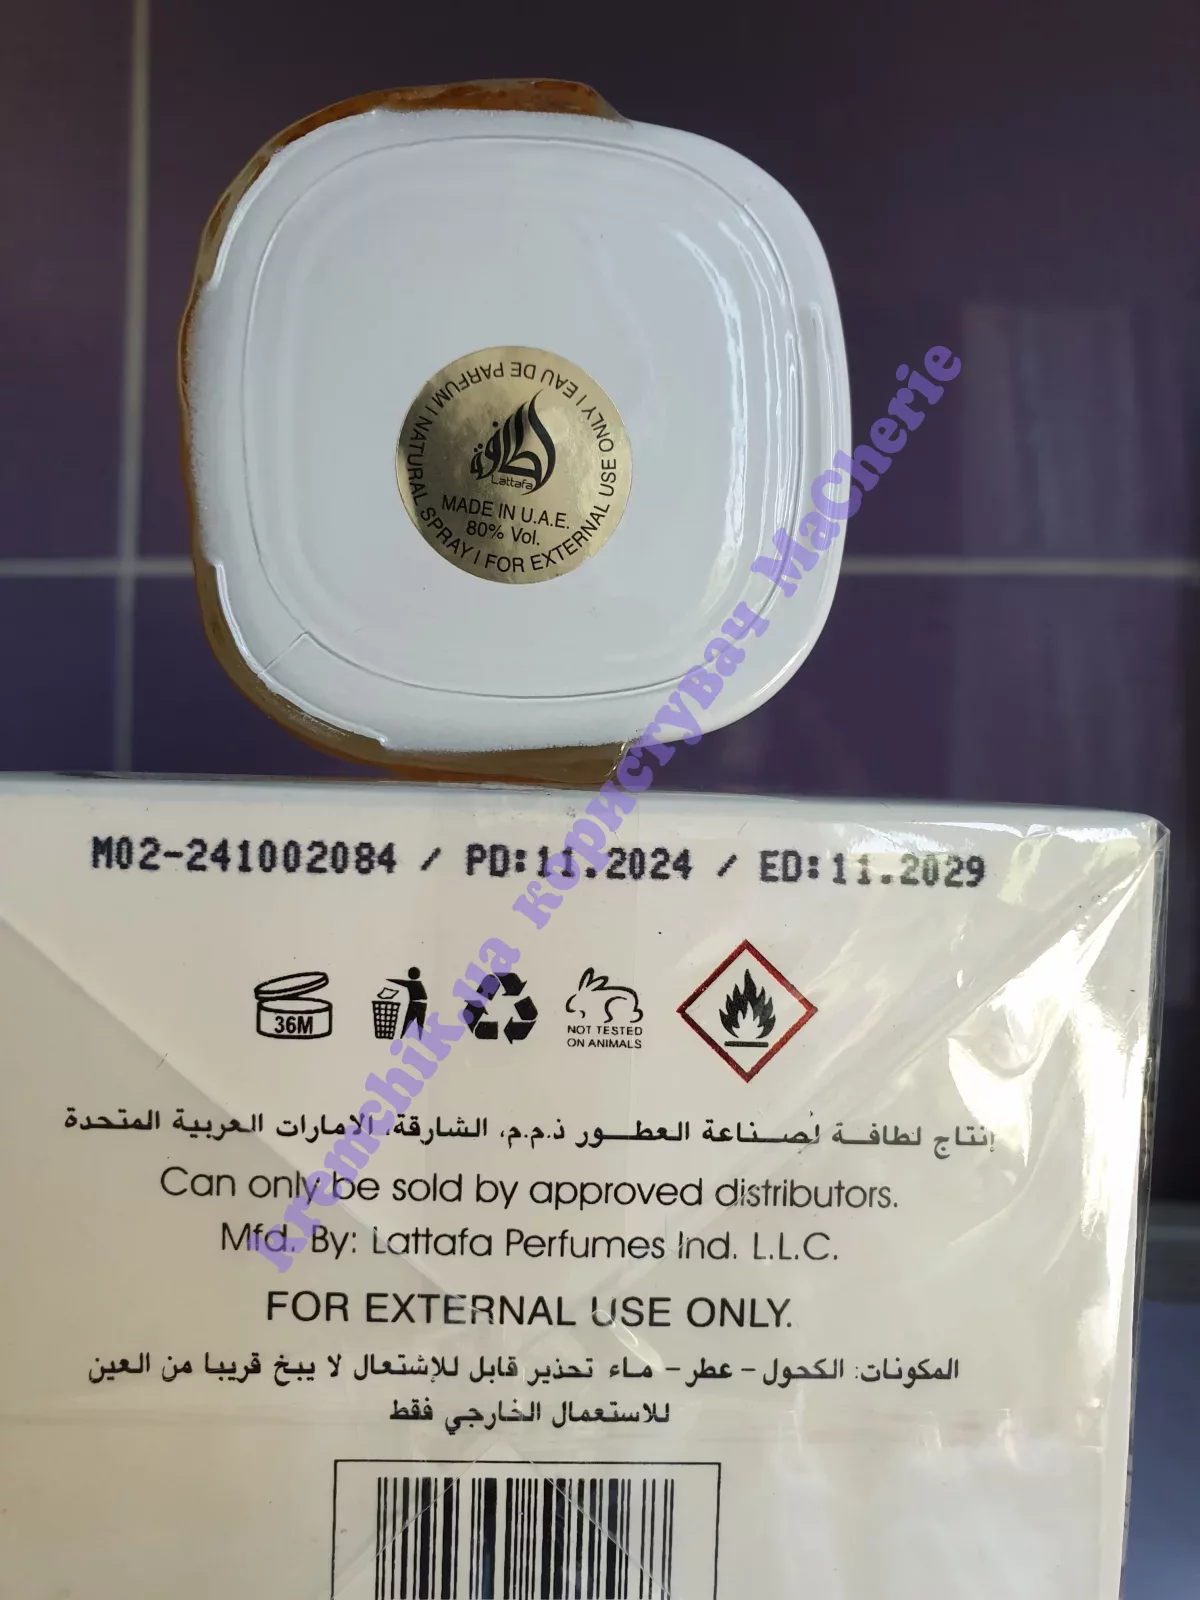 EAU DE PARFUM | NATURAL SPRAY | FOR EXTERNAL USE ONLY |
لطافة
Lattafa
MADE IN U.A.E.
80% Vol.
M02-241002084 / PD:11.2024 / ED:11.2029
36M
NOT TESTED
ON ANIMALS
إنتاج لطافة لصناعة العطور ذ.م.م، الشارقة، الامارات العربية المتحدة
Can only be sold by approved distributors.
Mfd. By: Lattafa Perfumes Ind. L.L.C.
FOR EXTERNAL USE ONLY.
المكونات: الكحول - عطر - ماء تحذير قابل للإشتعال لا يبخ قريبا من العين
للاستعمال الخارجي فقط
kremchik.ua користувач MaCherie